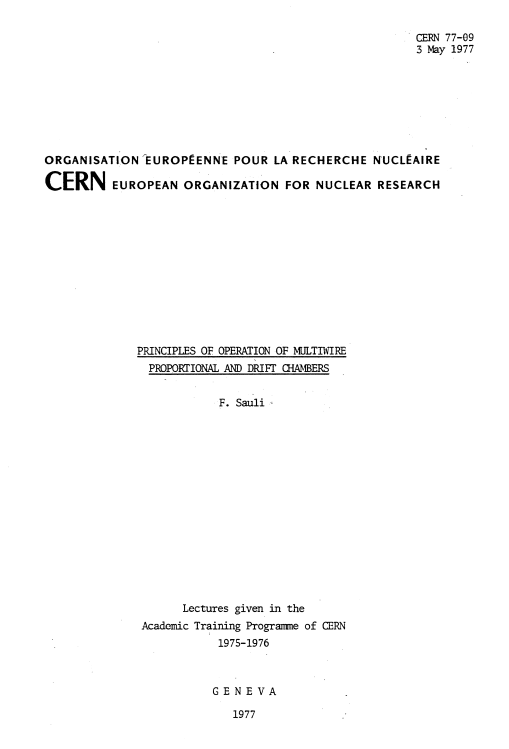 CERN 77-09
3 May 1977
ORGANISATION EUROPÉENNE POUR LA RECHERCHE NUCLÉAIRE
CERN EUROPEAN ORGANIZATION FOR NUCLEAR RESEARCH
PRINCIPLES OF OPERATION OF MULTIWIRE
PROPORTIONAL AND DRIFT CHAMBERS
F. Sauli
Lectures given in the
Academic Training Programme of CERN
1975-1976
GENEVA
1977